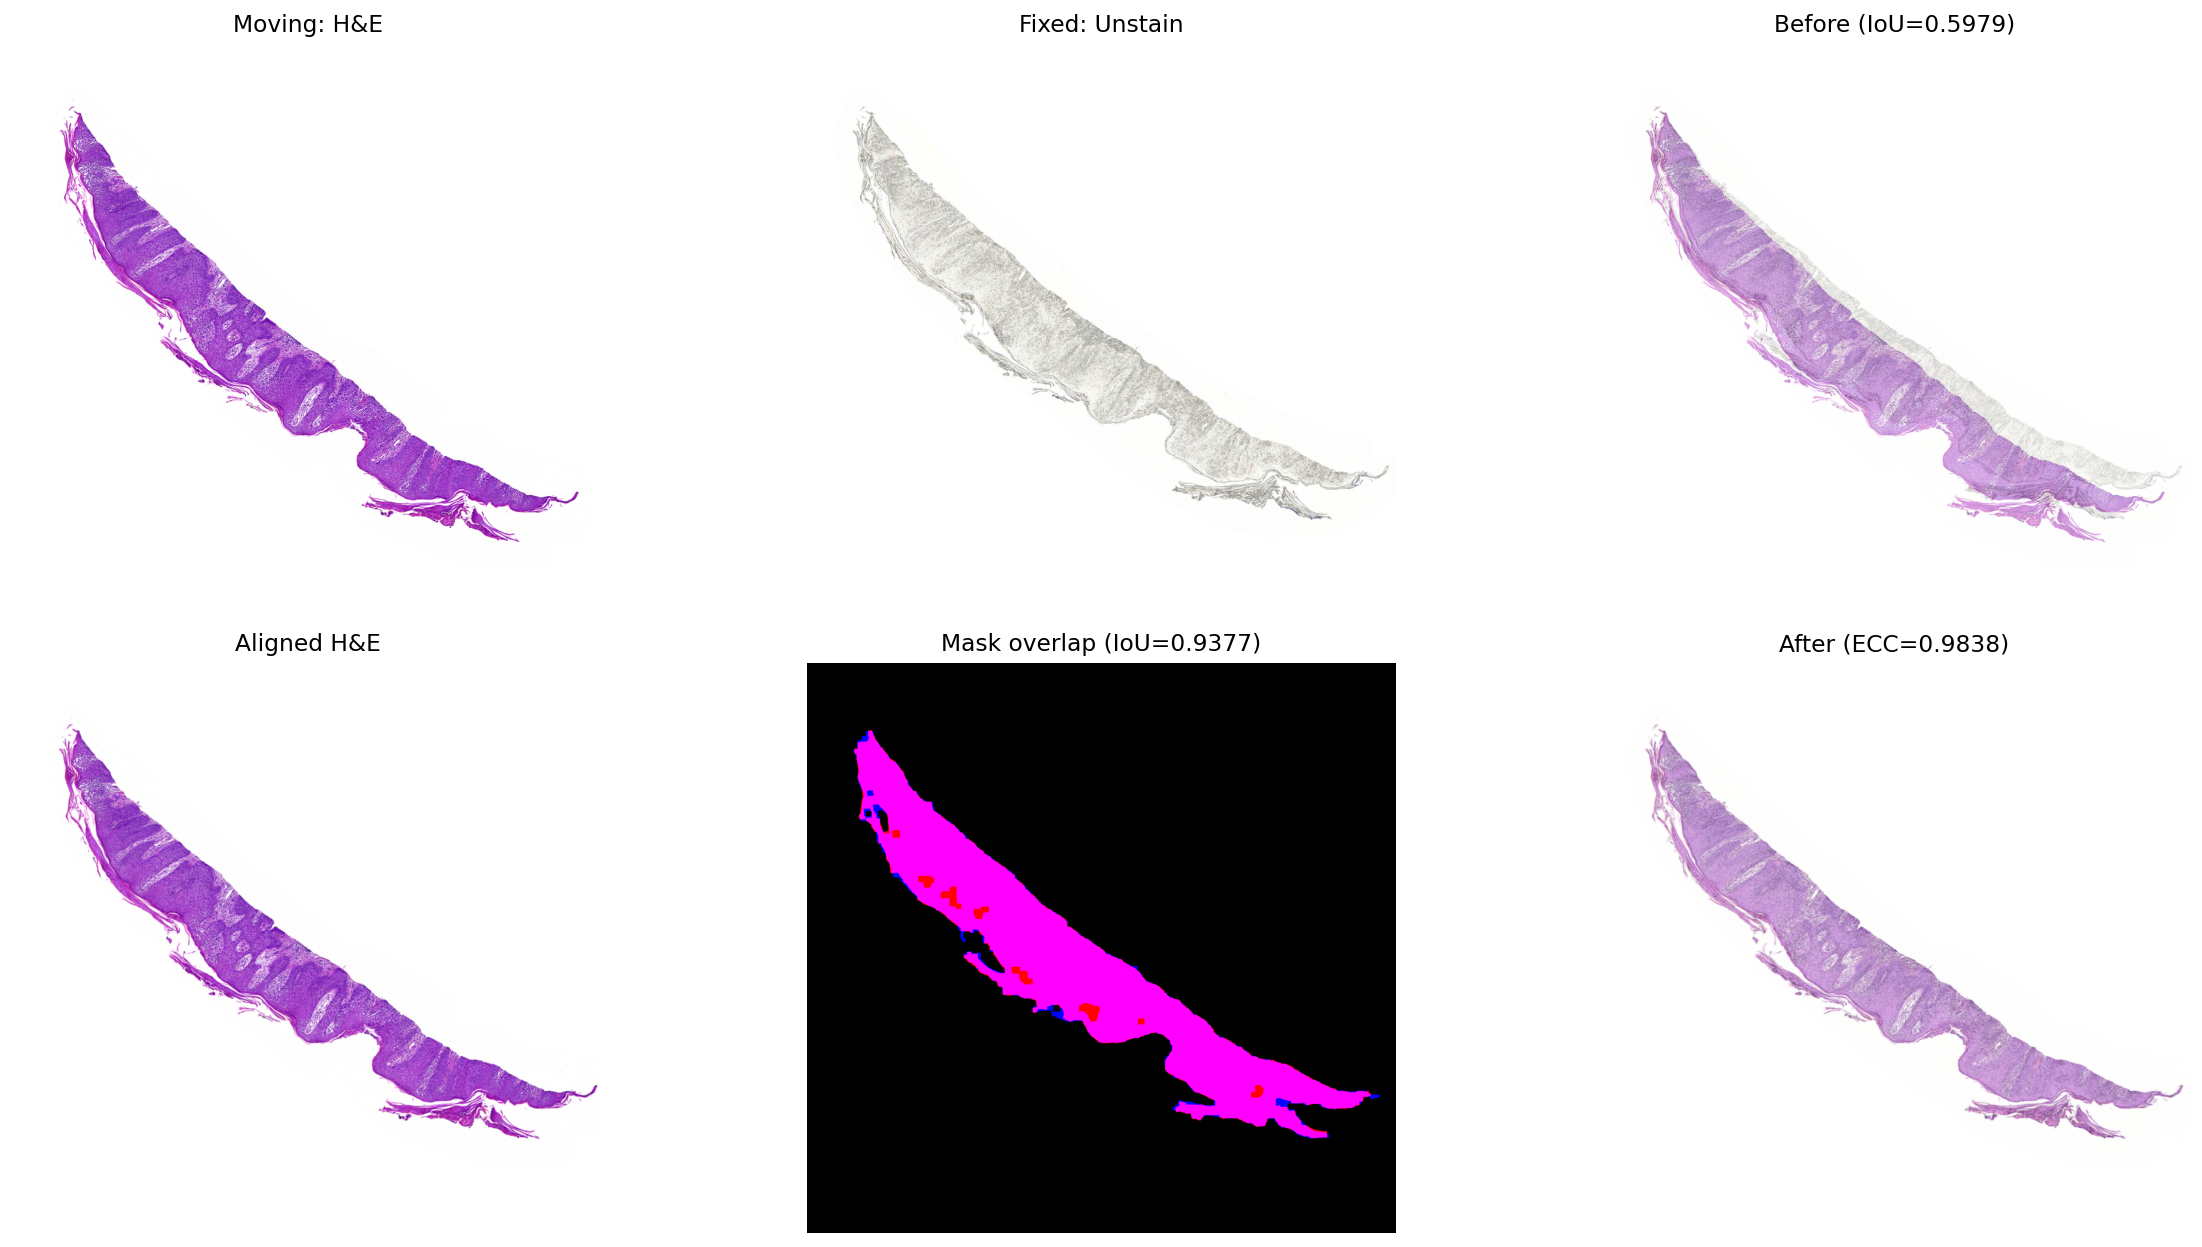 Moving: H&E
Fixed: Unstain
Before (IoU=0.5979)
Aligned H&E
Mask overlap (IoU=0.9377)
After (ECC=0.9838)